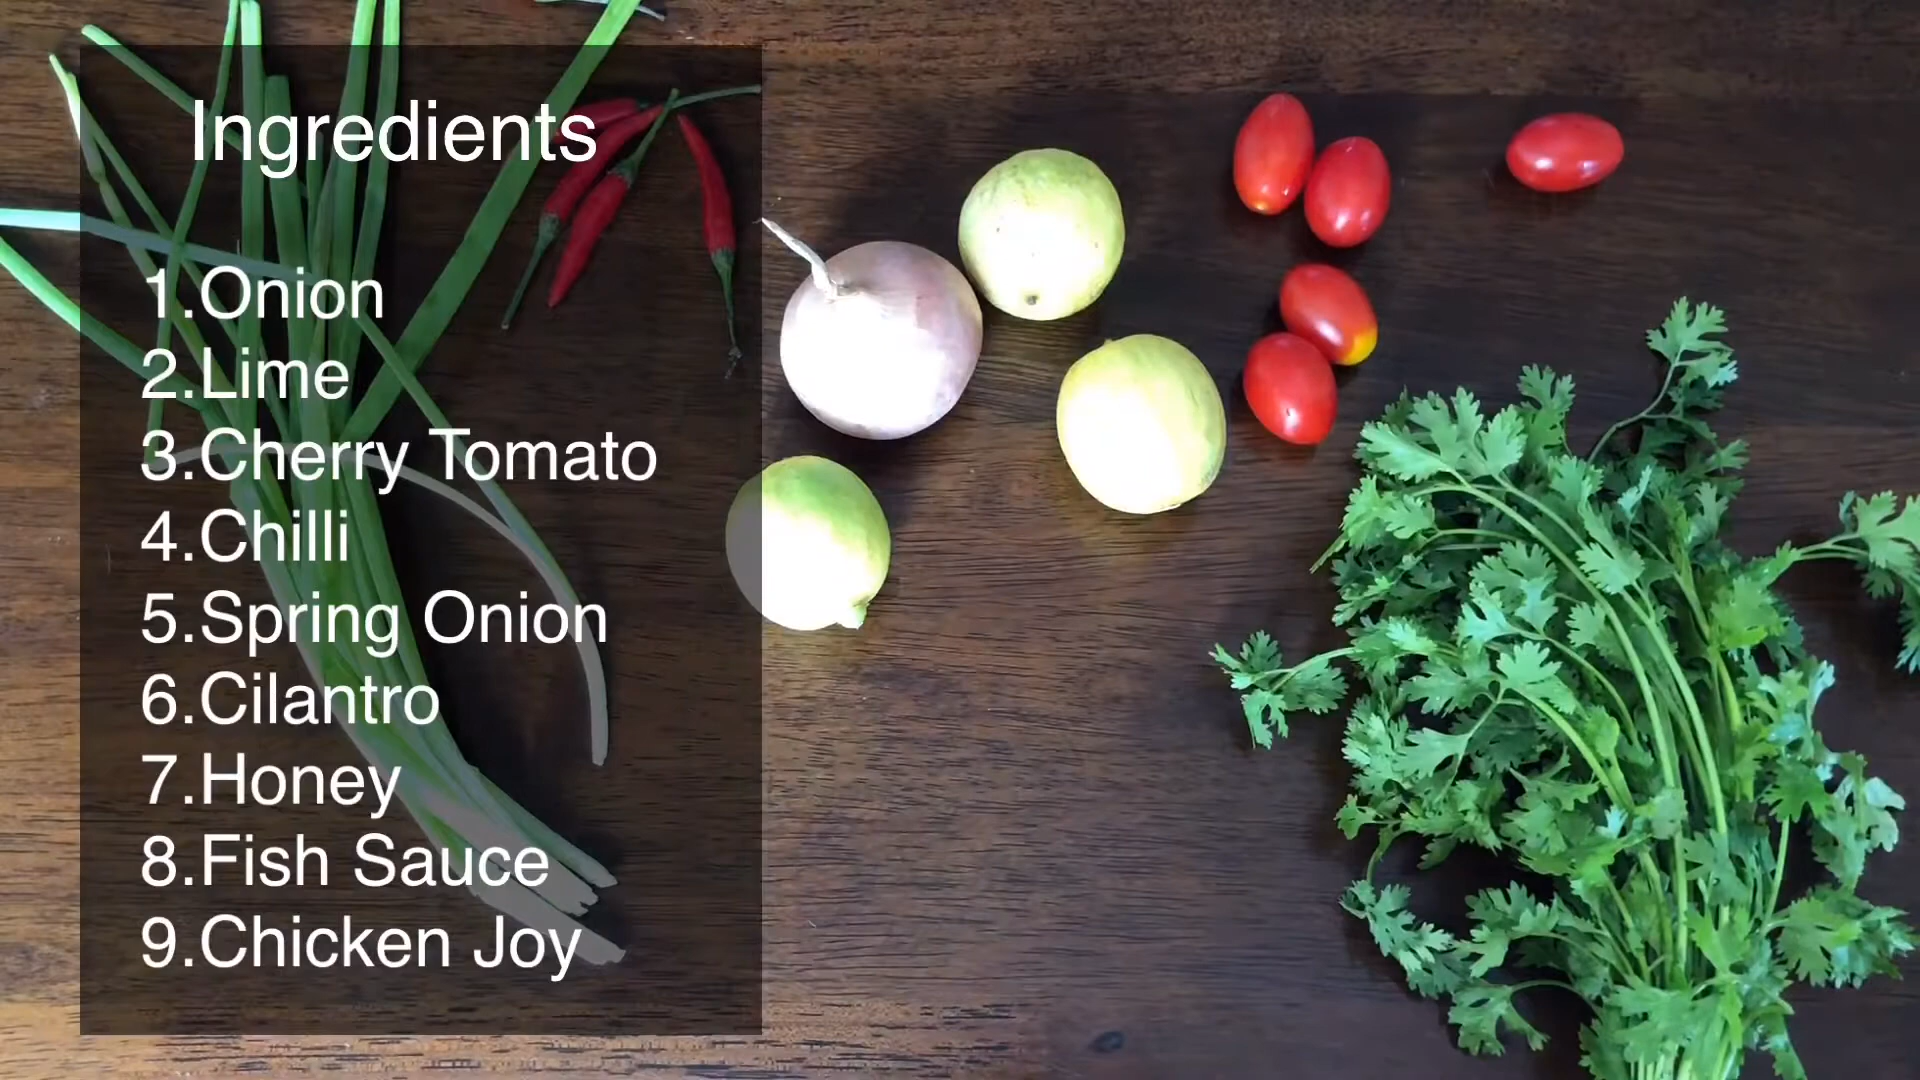 Ingredients
1.Onion
2.Lime
3.Cherry Tomato
4.Chilli
5.Spring Onion
6.Cilantro
7.Honey
8.Fish Sauce
9.Chicken Joy